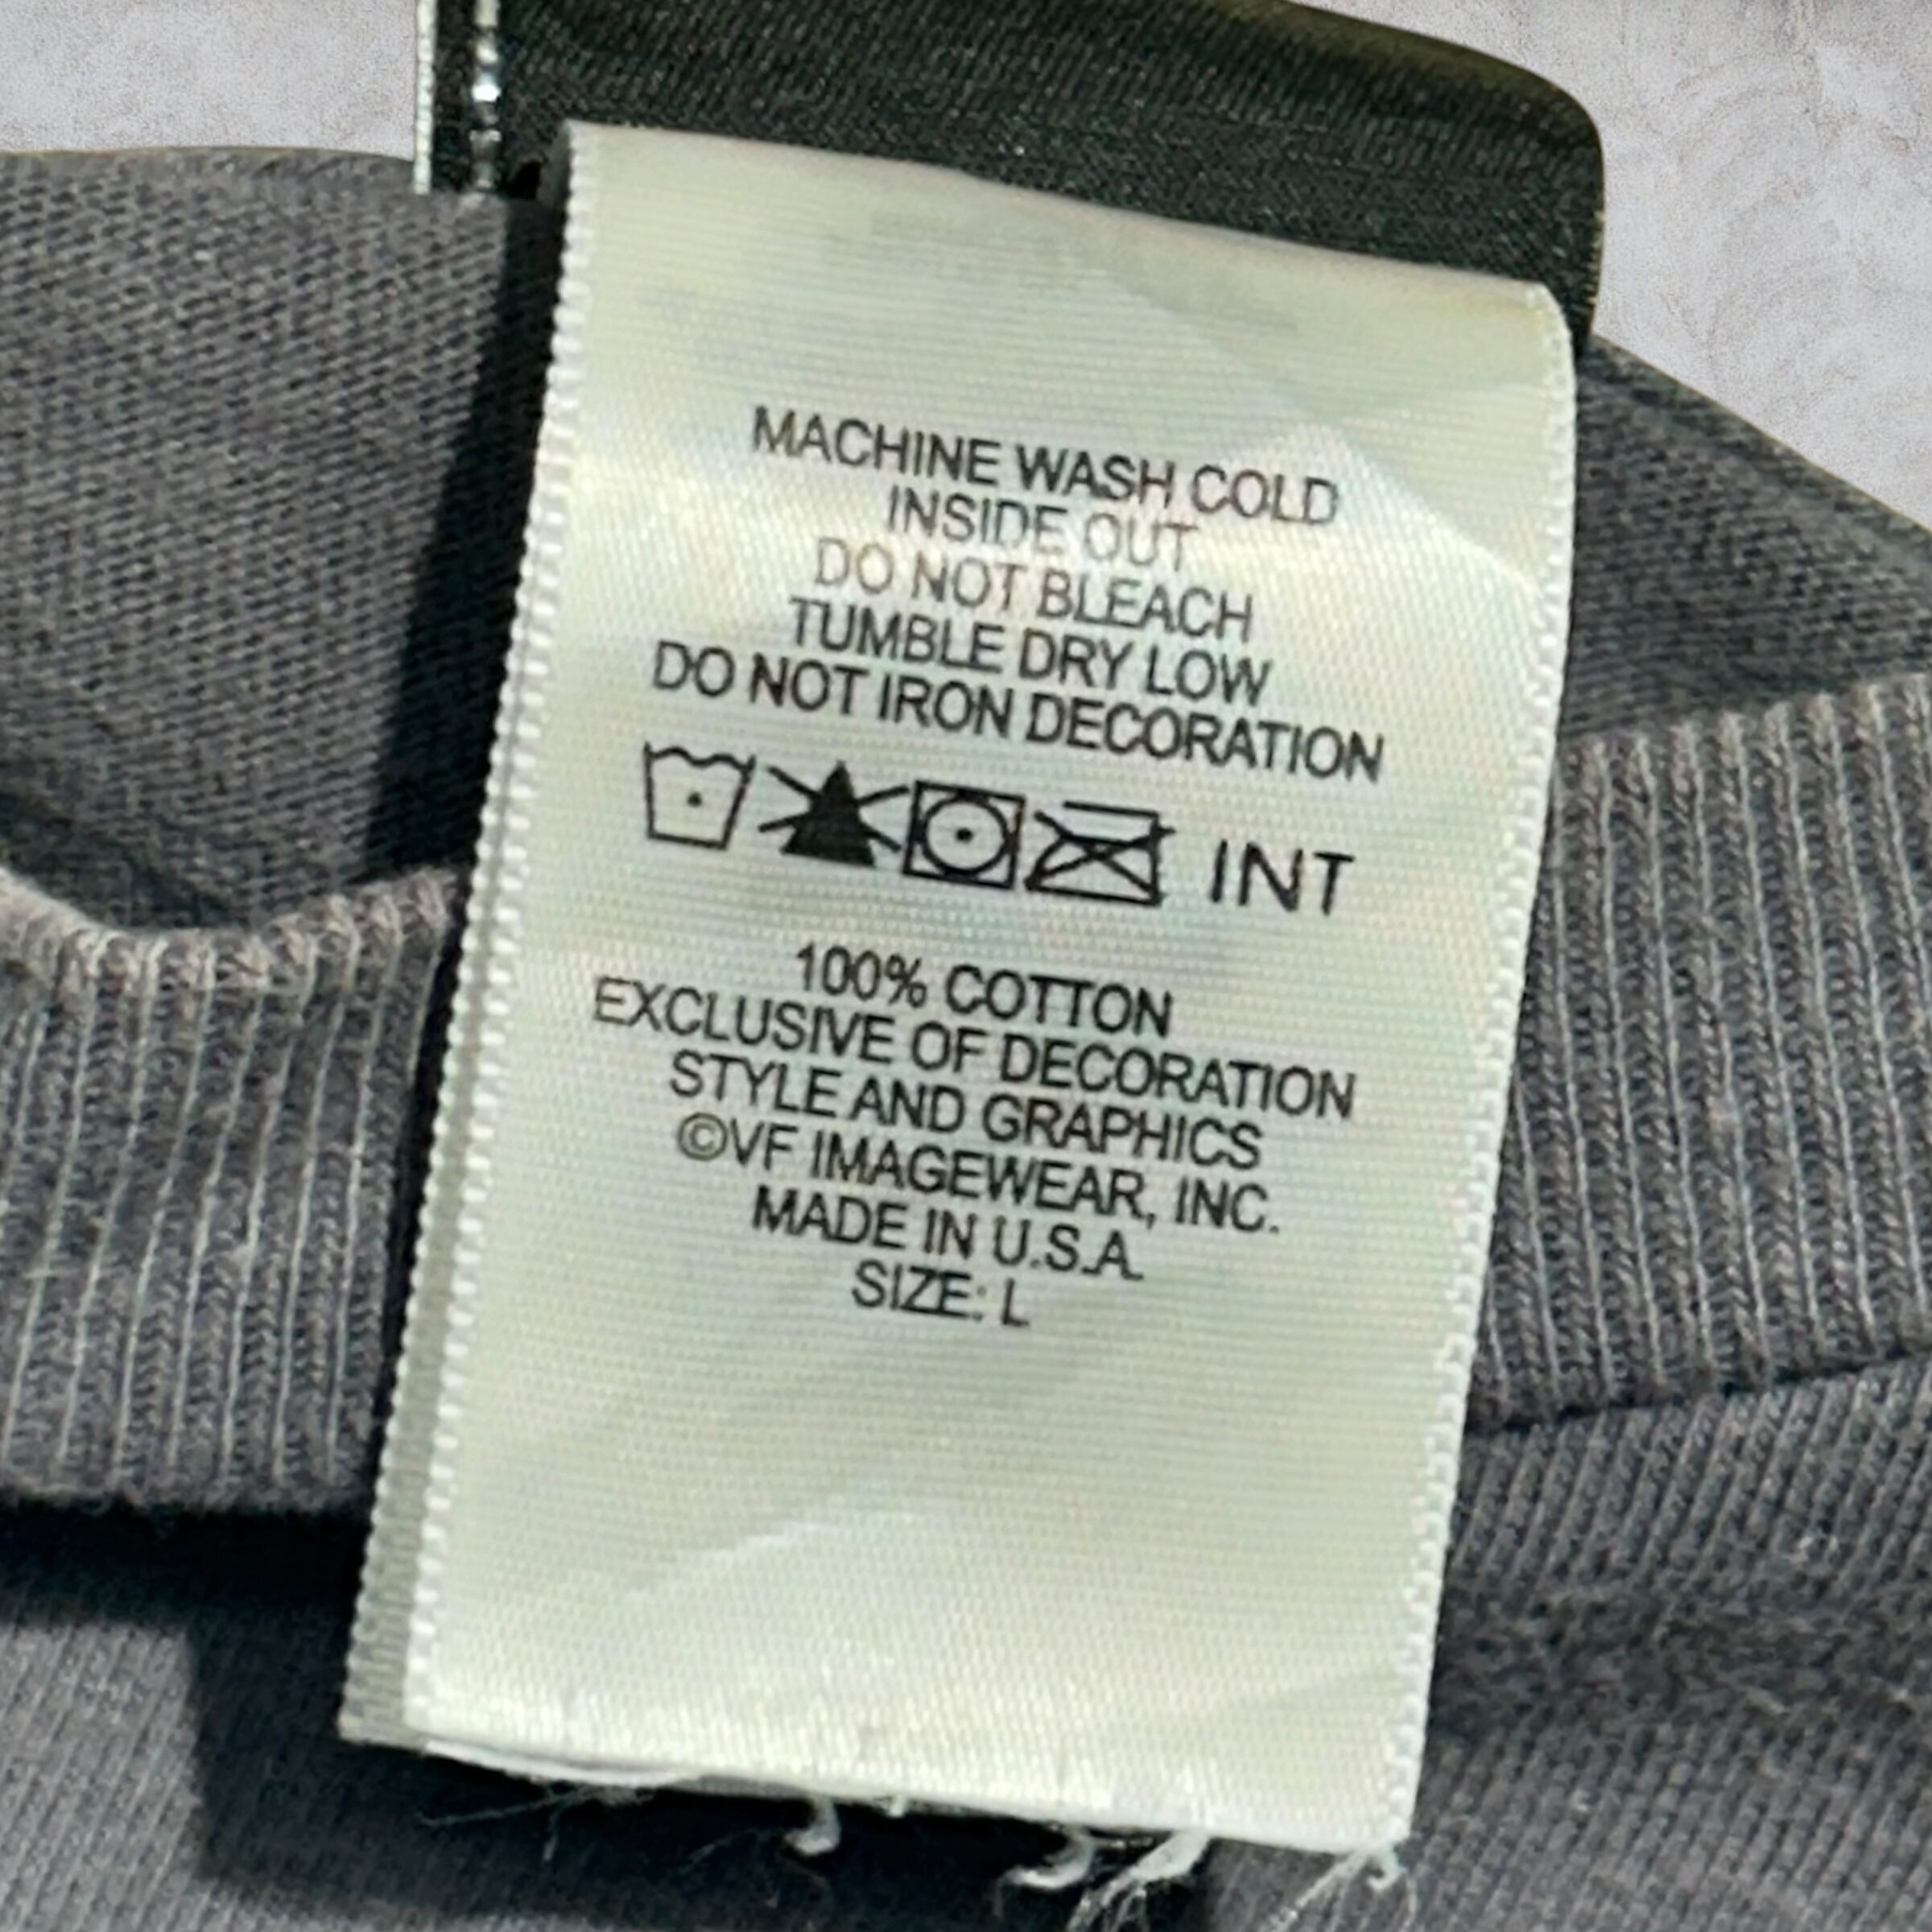 MACHINE WASH COLD
INSIDE OUT
DO NOT BLEACH
TUMBLE DRY LOW
DO NOT IRON DECORATION
INT
100% COTTON
EXCLUSIVE OF DECORATION
STYLE AND GRAPHICS
©VF IMAGEWEAR, INC.
MADE IN U.S.A.
SIZE: L